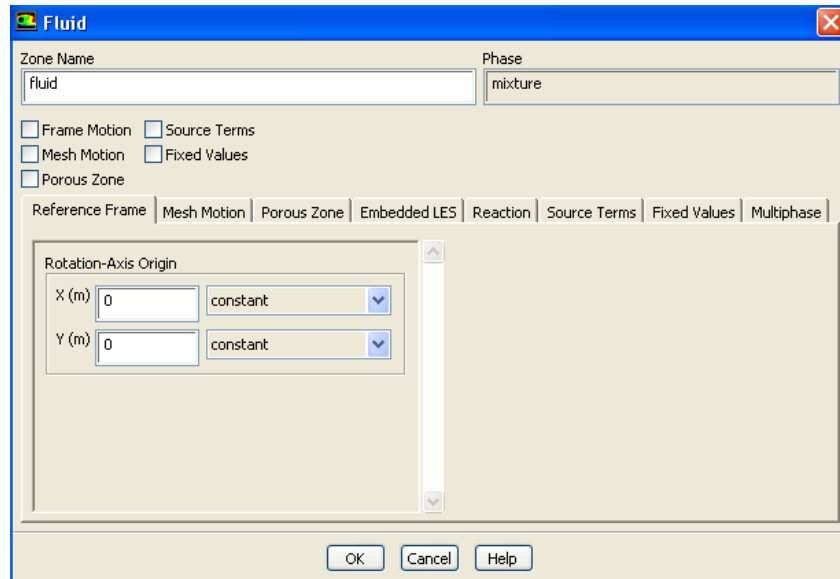 Fluid
Zone Name
Phase
fluid
mixture
Frame Motion Source Terms
Mesh Motion Fixed Values
Porous Zone
Reference Frame Mesh Motion Porous Zone Embedded LES Reaction Source Terms Fixed Values Multiphase
Rotation-Axis Origin
X (m) 0 constant
Y (m) 0 constant
OK Cancel Help